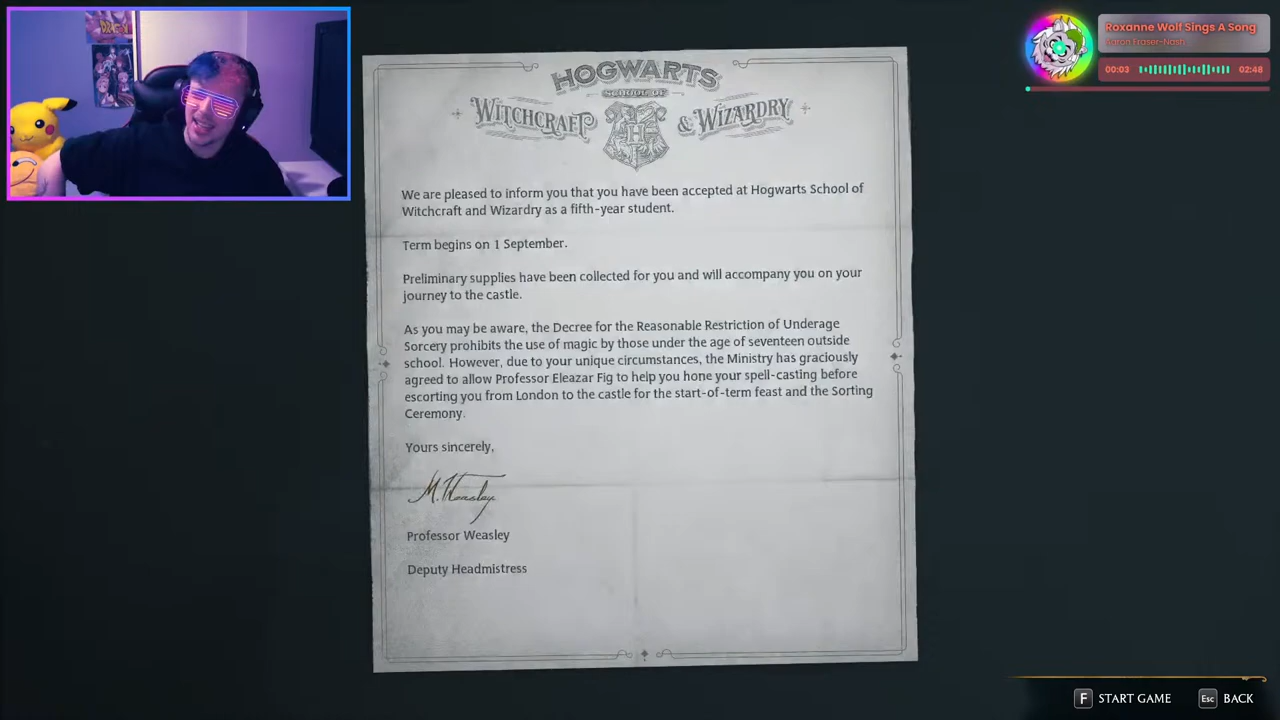 Roxanne Wolf Sings A Song
Aaron Fraser-Nash
00:03
02:48
HOGWARTS
SCHOOL OF
WITCHCRAFT & WIZARDRY
We are pleased to inform you that you have been accepted at Hogwarts School of
Witchcraft and Wizardry as a fifth-year student.
Term begins on 1 September.
Preliminary supplies have been collected for you and will accompany you on your
journey to the castle.
As you may be aware, the Decree for the Reasonable Restriction of Underage
Sorcery prohibits the use of magic by those under the age of seventeen outside
school. However, due to your unique circumstances, the Ministry has graciously
agreed to allow Professor Eleazar Fig to help you hone your spell-casting before
escorting you from London to the castle for the start-of-term feast and the Sorting
Ceremony.
Yours sincerely,
M. Weasley
Professor Weasley
Deputy Headmistress
F START GAME Esc BACK